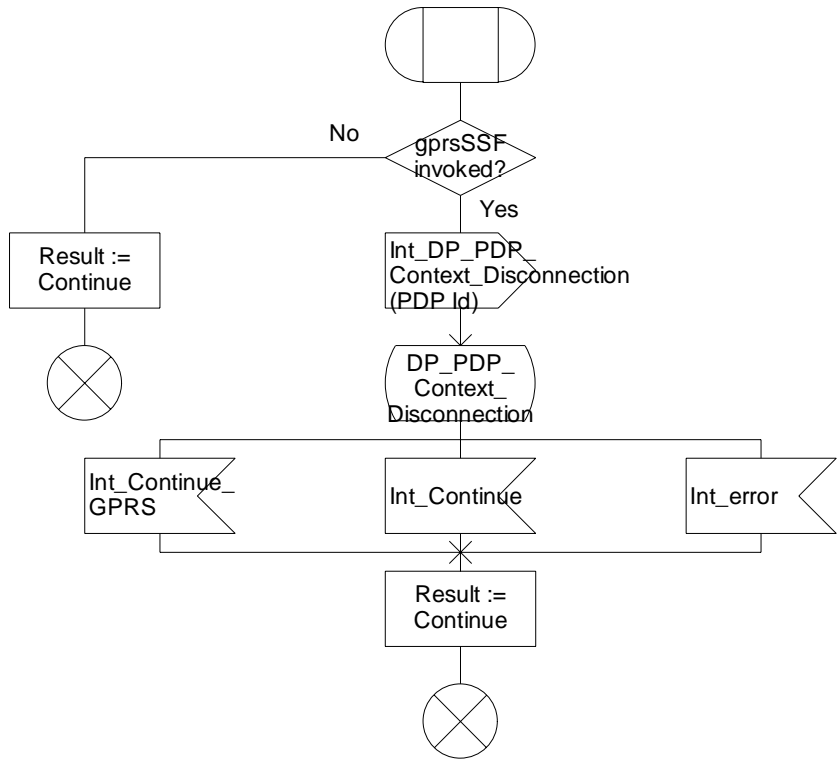 gprsSSF
invoked?
No
Yes
Result :=
Continue
Int_DP_PDP_
Context_Disconnection
(PDP Id)
DP_PDP_
Context_
Disconnection
Int_Continue_
GPRS
Int_Continue
Int_error
Result :=
Continue